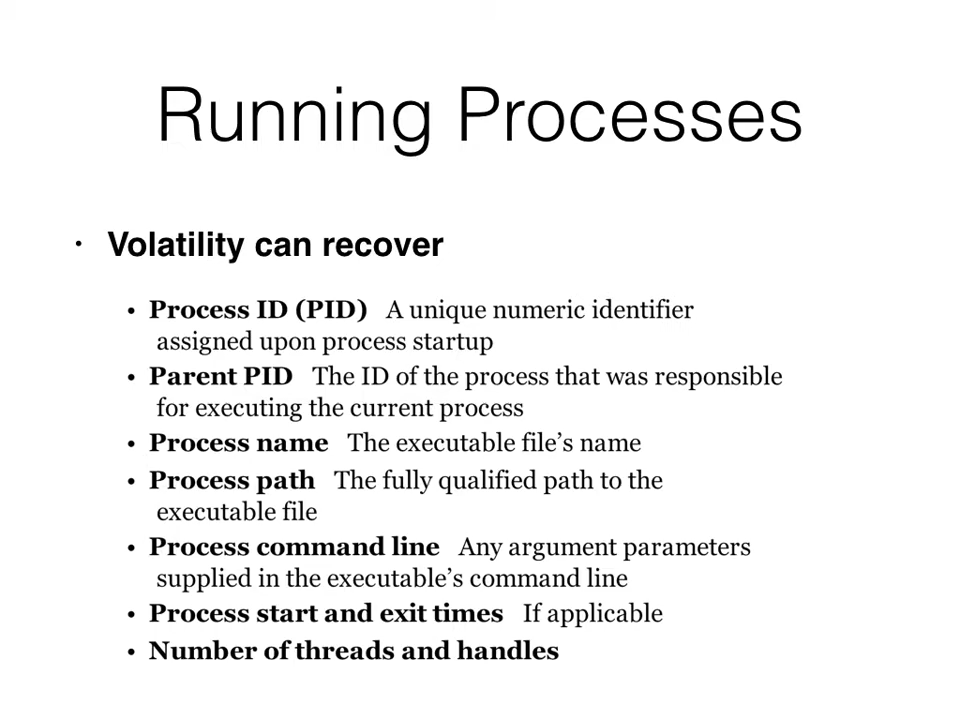 Running Processes
• Volatility can recover
• Process ID (PID) A unique numeric identifier
assigned upon process startup
• Parent PID The ID of the process that was responsible
for executing the current process
• Process name The executable file’s name
• Process path The fully qualified path to the
executable file
• Process command line Any argument parameters
supplied in the executable’s command line
• Process start and exit times If applicable
• Number of threads and handles